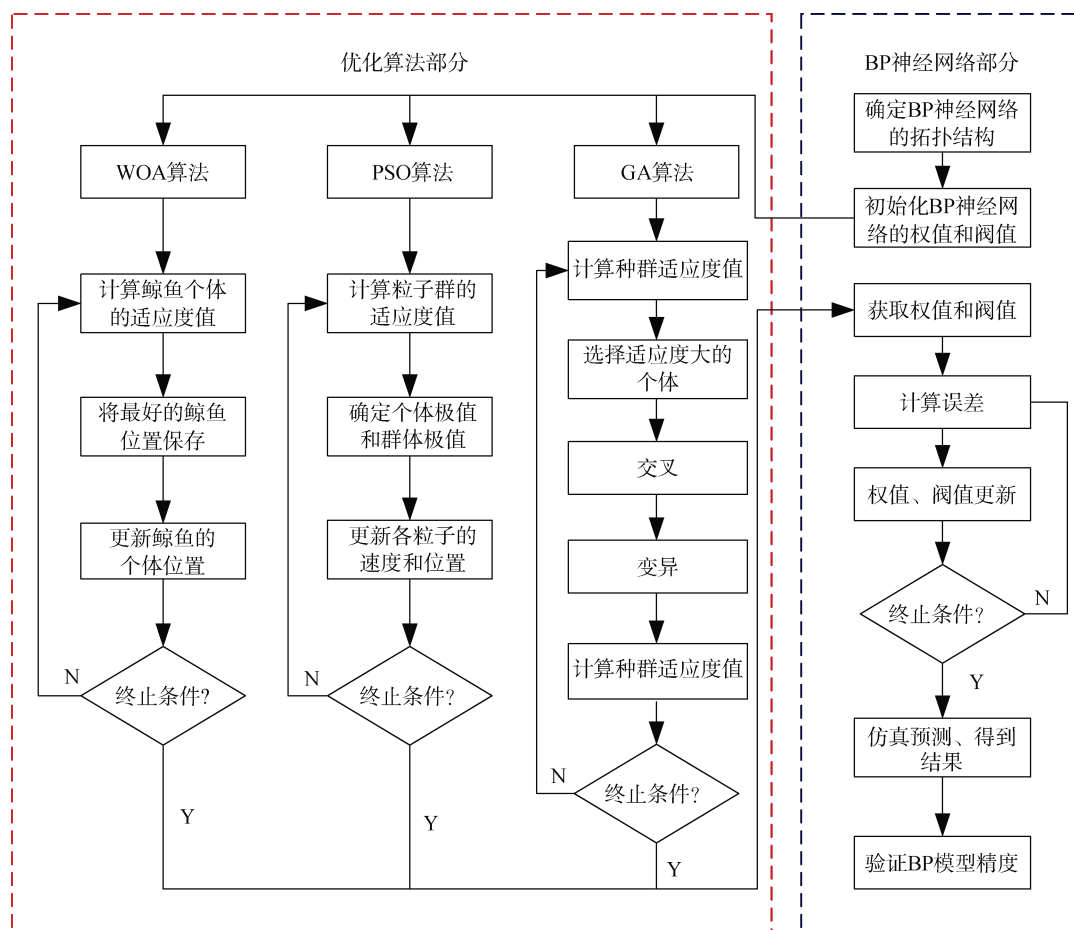 优化算法部分
WOA算法
计算鲸鱼个体
的适应度值
将最好的鲸鱼
位置保存
更新鲸鱼的
个体位置
终止条件?
N
Y
PSO算法
计算粒子群的
适应度值
确定个体极值
和群体极值
更新各粒子的
速度和位置
终止条件?
N
Y
GA算法
计算种群适应度值
选择适应度大的
个体
交叉
变异
计算种群适应度值
终止条件?
N
Y
BP神经网络部分
确定BP神经网络
的拓扑结构
初始化BP神经网
络的权值和阀值
获取权值和阀值
计算误差
权值、阀值更新
终止条件?
N
Y
仿真预测、得到
结果
验证BP模型精度